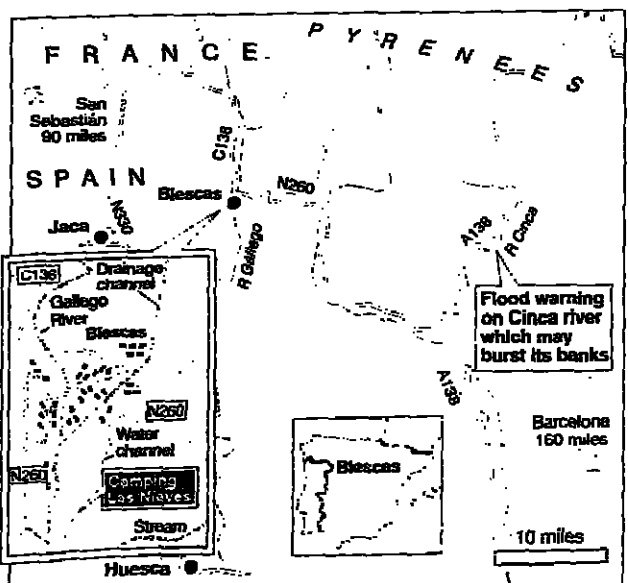 FRANCE
PYRENEES
San
Sebastián
90 miles
C136
SPAIN
Biescas
N260
N330
Jaca
R Gallego
A138
R Cinca
C136
Drainage
channel
Gallego
River
Biescas
N260
Water
channel
N260
Camping
Las Nieves
Stream
Huesca
Flood warning
on Cinca river
which may
burst its banks
A138
Barcelona
160 miles
Biescas
10 miles